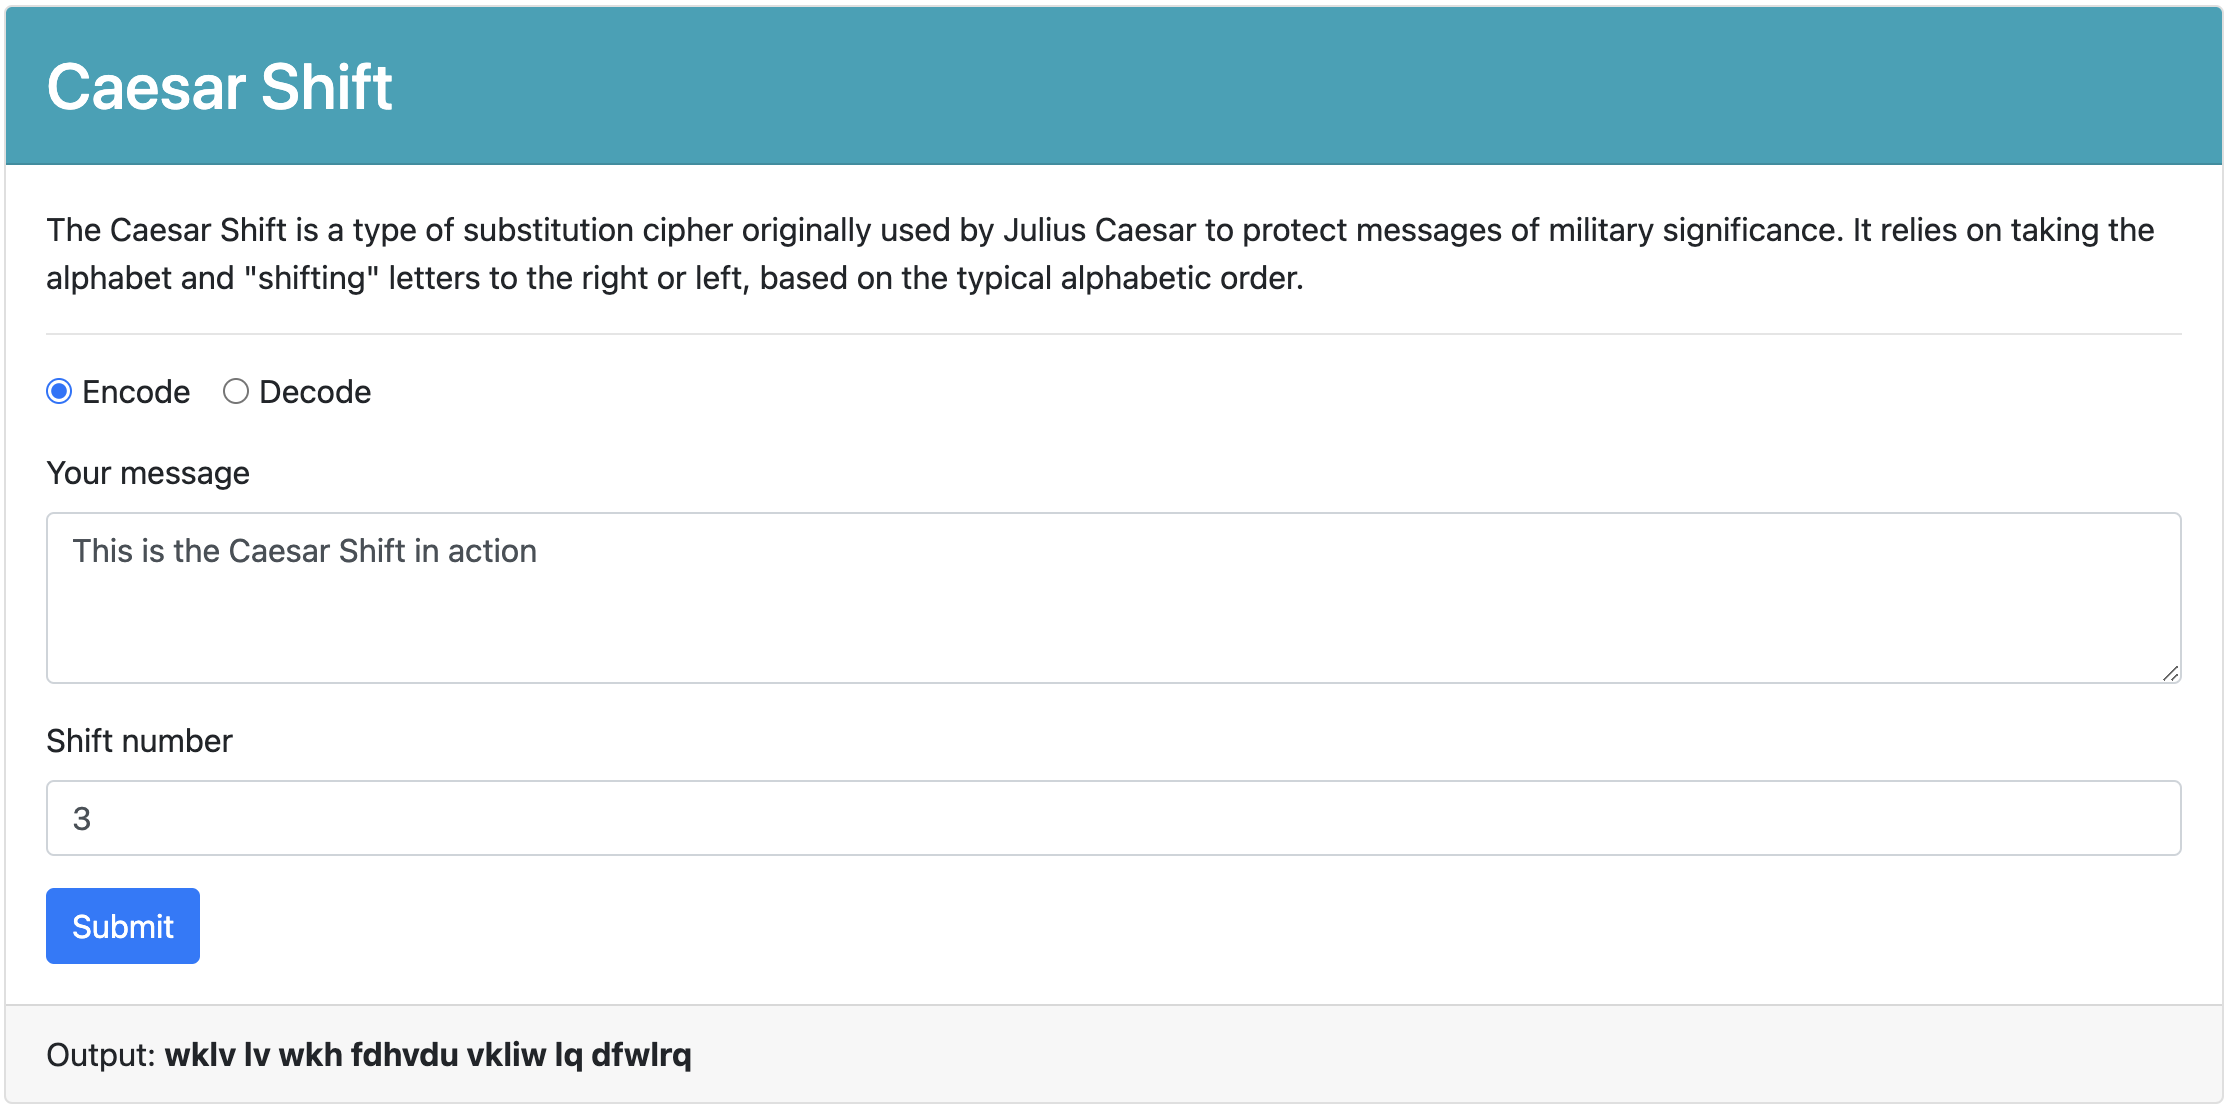 Caesar Shift
The Caesar Shift is a type of substitution cipher originally used by Julius Caesar to protect messages of military significance. It relies on taking the
alphabet and "shifting" letters to the right or left, based on the typical alphabetic order.
Encode Decode
Your message
This is the Caesar Shift in action
Shift number
3
Submit
Output: wklv lv wkh fdhvdu vkliw lq dfwlrq